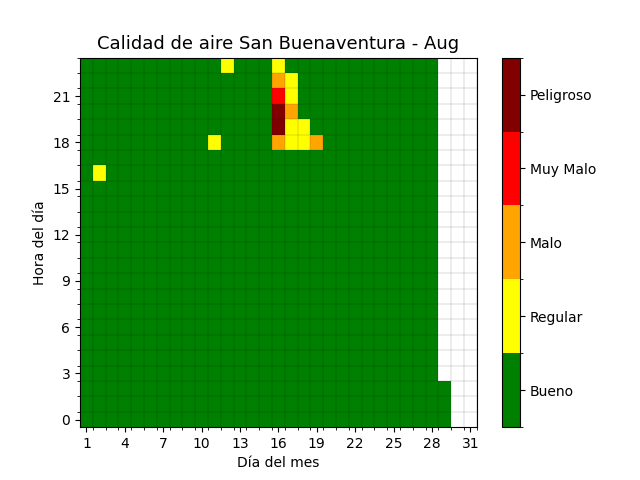 Calidad de aire San Buenaventura - Aug
Hora del día
21
18
15
12
9
6
3
0
1 4 7 10 13 16 19 22 25 28 31
Día del mes
Peligroso
Muy Malo
Malo
Regular
Bueno